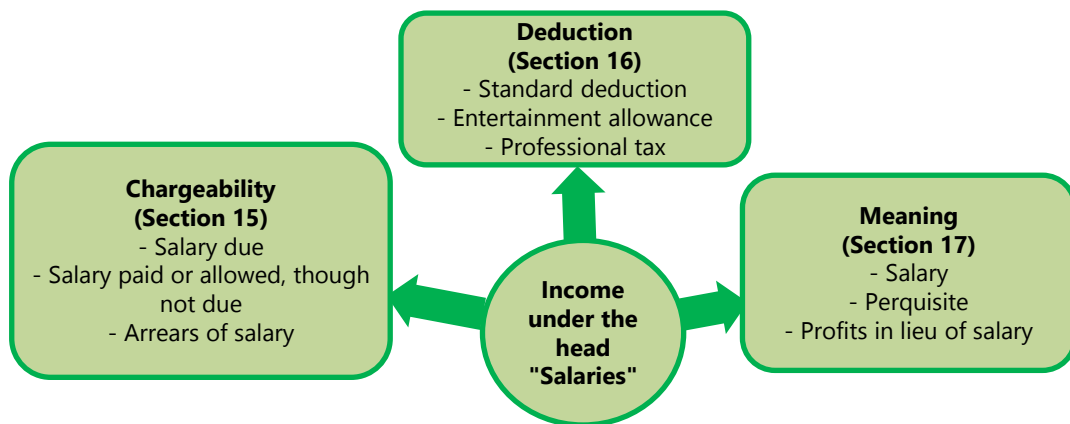 Deduction
(Section 16)
- Standard deduction
- Entertainment allowance
- Professional tax
Chargeability
(Section 15)
- Salary due
- Salary paid or allowed, though
not due
- Arrears of salary
Meaning
(Section 17)
- Salary
- Perquisite
- Profits in lieu of salary
Income
under the
head
"Salaries"